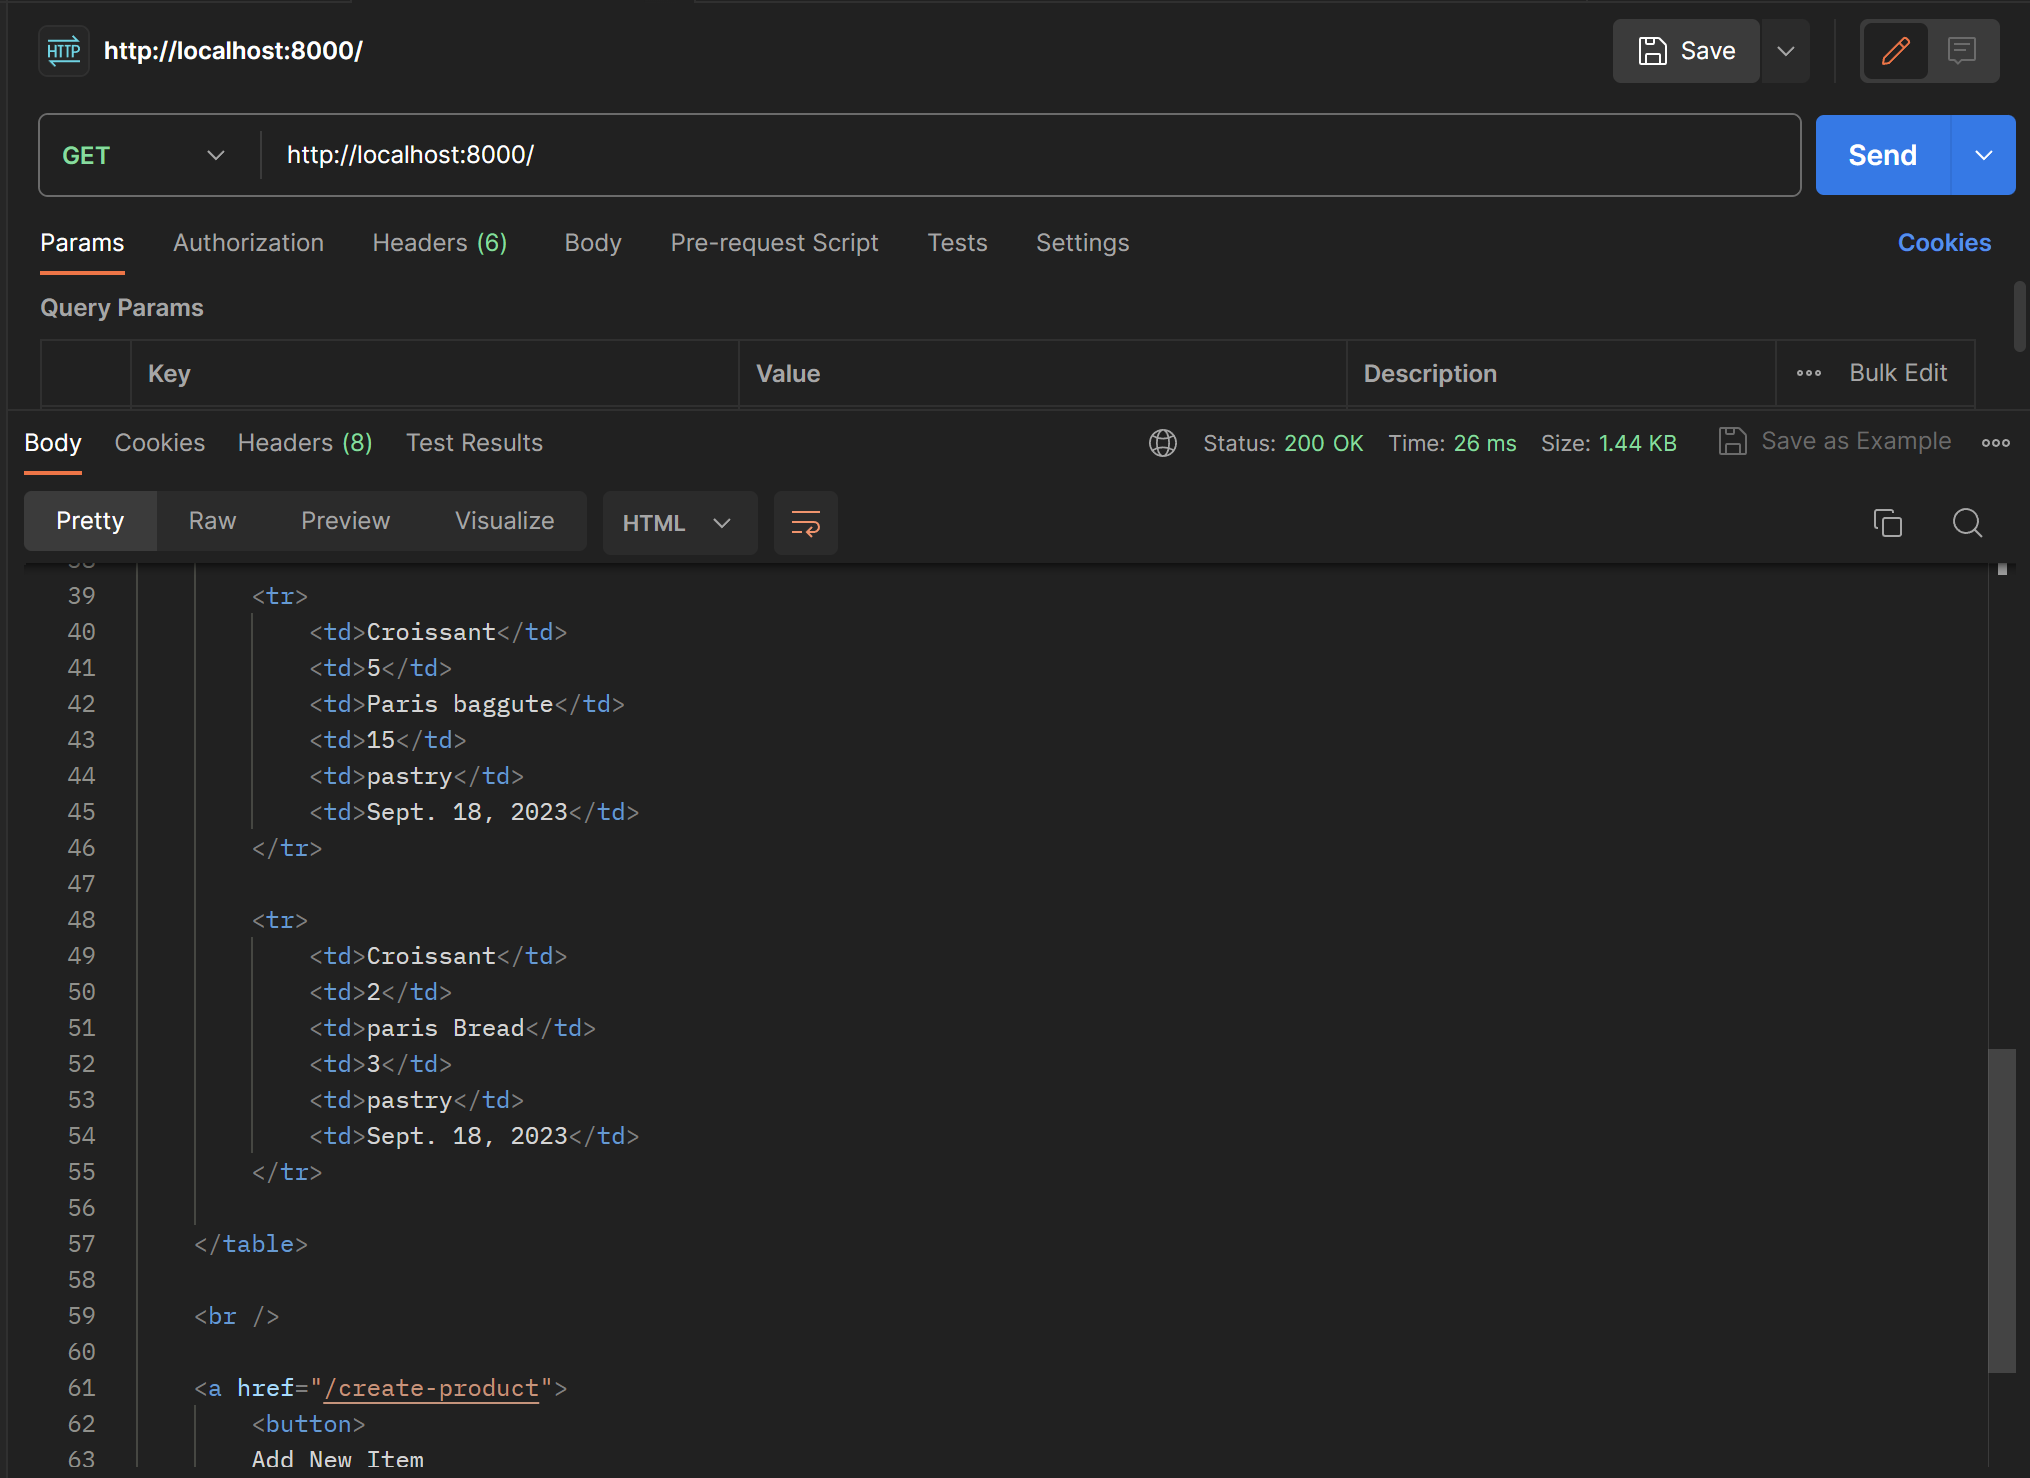 HTTP http://localhost:8000/ Save
GET http://localhost:8000/ Send
Params Authorization Headers (6) Body Pre-request Script Tests Settings Cookies
Query Params
Key Value Description Bulk Edit
Body Cookies Headers (8) Test Results Status: 200 OK Time: 26 ms Size: 1.44 KB Save as Example
Pretty Raw Preview Visualize HTML
39 <tr>
40 <td>Croissant</td>
41 <td>5</td>
42 <td>Paris baggute</td>
43 <td>15</td>
44 <td>pastry</td>
45 <td>Sept. 18, 2023</td>
46 </tr>
47
48 <tr>
49 <td>Croissant</td>
50 <td>2</td>
51 <td>paris Bread</td>
52 <td>3</td>
53 <td>pastry</td>
54 <td>Sept. 18, 2023</td>
55 </tr>
56
57 </table>
58
59 <br />
60
61 <a href="/create-product">
62 <button>
63 Add New Item